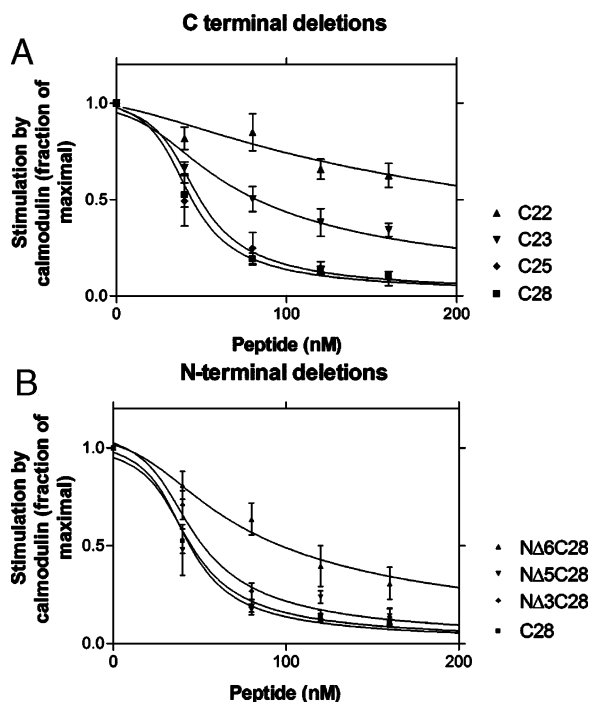 C terminal deletions
A
Stimulation by
calmodulin (fraction of
maximal)
1.0
0.5
0.0
0
100
200
Peptide (nM)
C22
C23
C25
C28
N-terminal deletions
B
Stimulation by
calmodulin (fraction of
maximal)
1.0
0.5
0.0
0
100
200
Peptide (nM)
NΔ6C28
NΔ5C28
NΔ3C28
C28